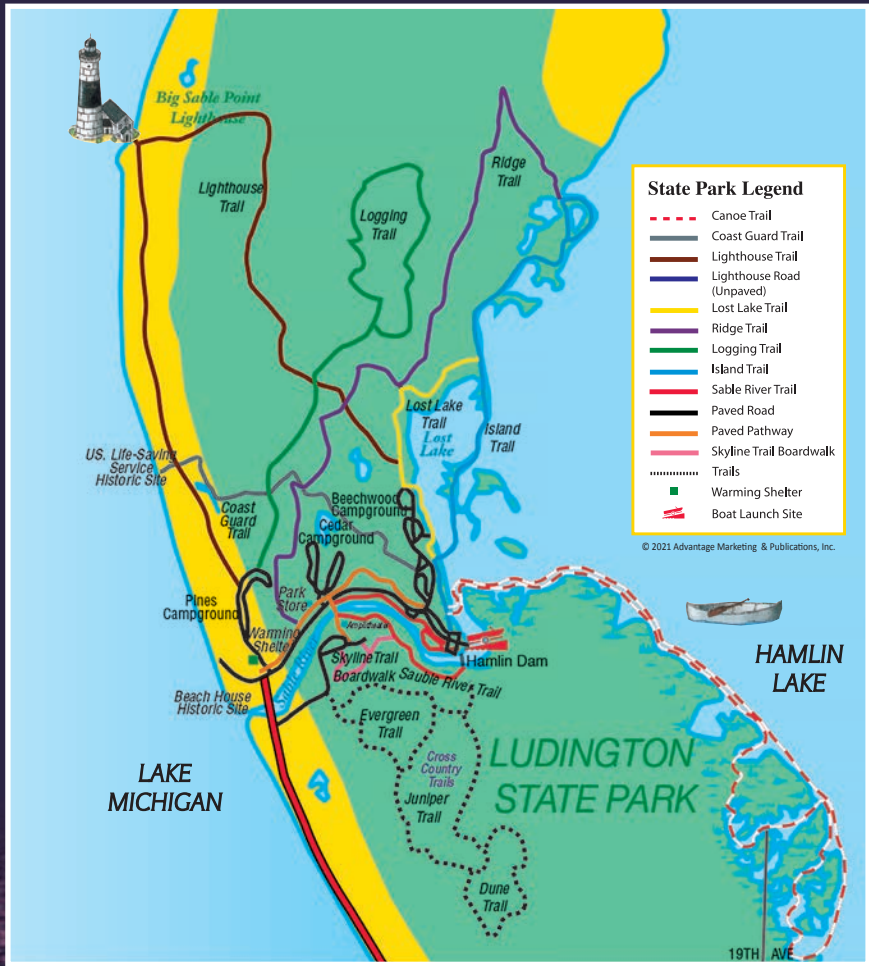 Big Sable Point
Lighthouse
Lighthouse
Trail
Logging
Trail
Ridge
Trail
State Park Legend
Canoe Trail
Coast Guard Trail
Lighthouse Trail
Lighthouse Road
(Unpaved)
Lost Lake Trail
Ridge Trail
Logging Trail
Island Trail
Sable River Trail
Paved Road
Paved Pathway
Skyline Trail Boardwalk
Trails
Warming Shelter
Boat Launch Site
© 2021 Advantage Marketing & Publications, Inc.
Lost Lake
Trail
Lost
Lake
Island
Trail
US. Life-Saving
Service
Historic Site
Coast
Guard
Trail
Beechwood
Campground
Cedar
Campground
Pines
Campground
Park
Store
Warming
Shelter
Sable River
Beach House
Historic Site
Skyline Trail
Boardwalk
Sauble River Trail
Hamlin Dam
HAMLIN
LAKE
Evergreen
Trail
Cross
Country
Trails
Juniper
Trail
Dune
Trail
LUDINGTON
STATE PARK
LAKE
MICHIGAN
19TH AVE